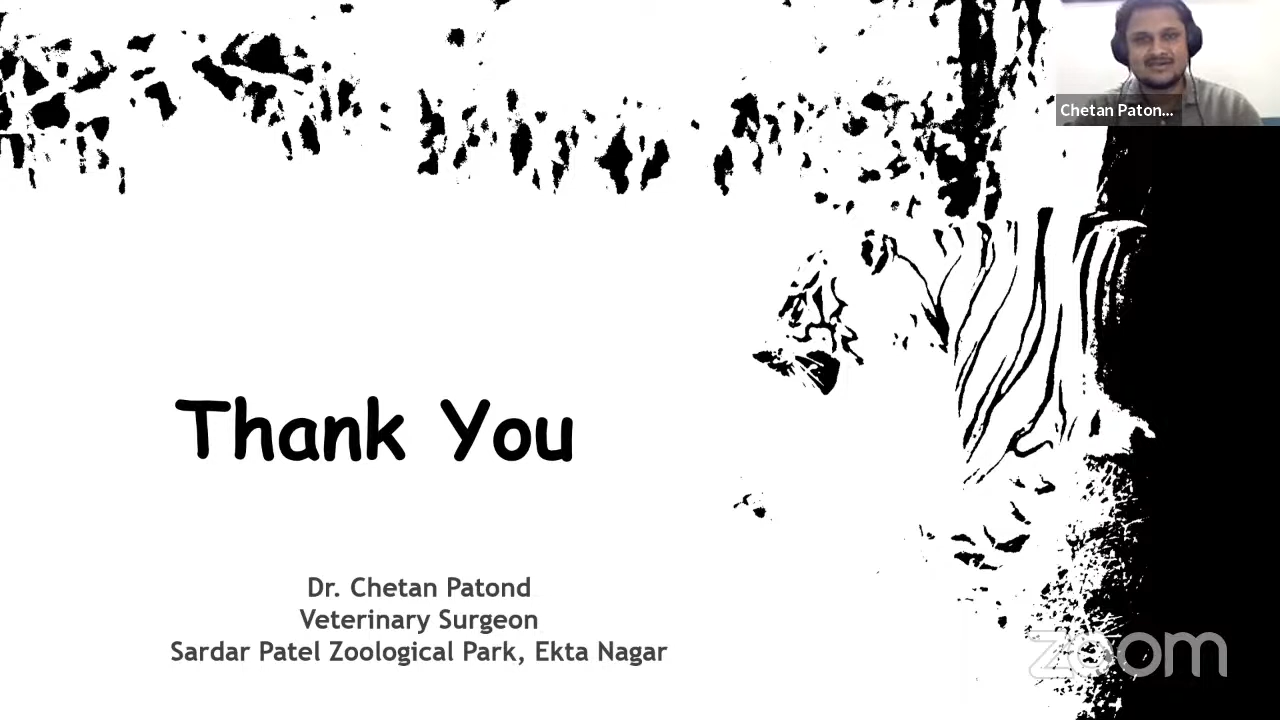 Chetan Paton...
Thank You
Dr. Chetan Patond
Veterinary Surgeon
Sardar Patel Zoological Park, Ekta Nagar
zoom